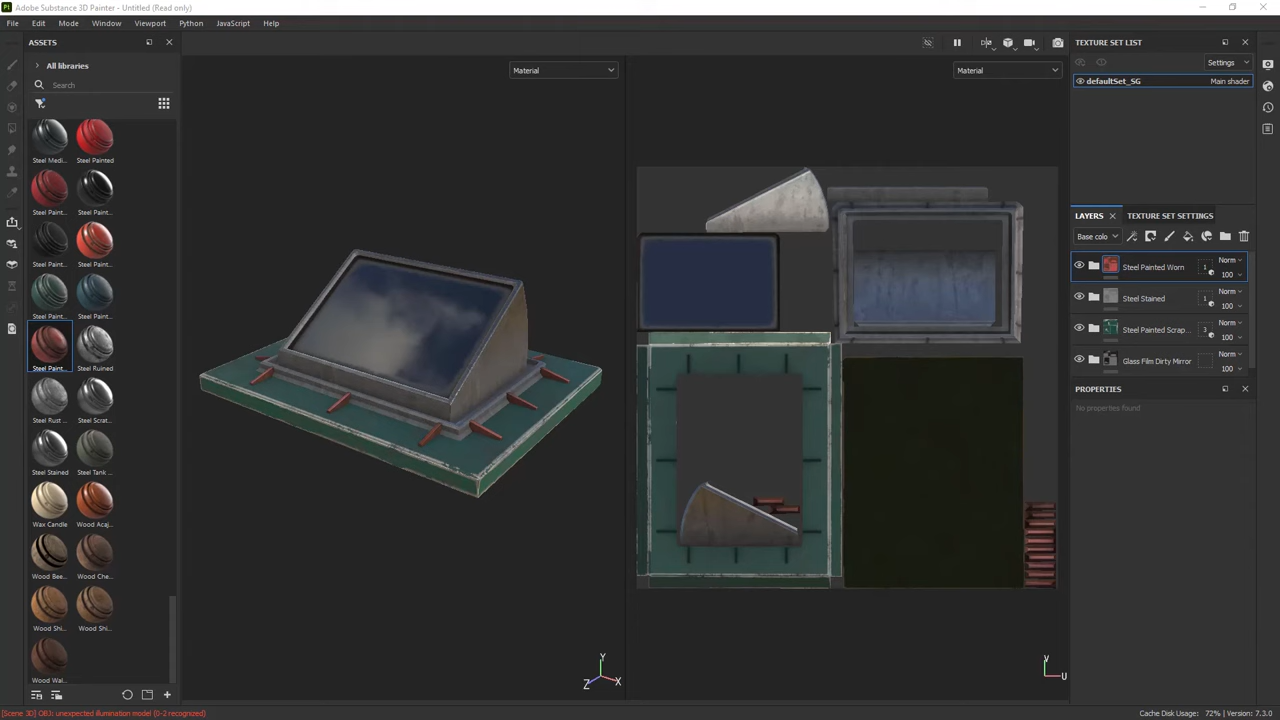 Pt Adobe Substance 3D Painter - Untitled (Read only)
File Edit Mode Window Viewport Python JavaScript Help
ASSETS
All libraries
Search
Steel Medi... Steel Painted
Steel Paint... Steel Paint...
Steel Paint... Steel Paint...
Steel Paint... Steel Paint...
Steel Paint... Steel Ruined
Steel Rust ... Steel Scrat...
Steel Stained Steel Tank ...
Wax Candle Wood Acaj...
Wood Bee... Wood Che...
Wood Shi... Wood Shi...
Wood Wal...
Material
Material
Y
Z
X
V
U
TEXTURE SET LIST
Settings
defaultSet_SG Main shader
LAYERS TEXTURE SET SETTINGS
Base colo
Steel Painted Worn 1 Norm 100
Steel Stained 1 Norm 100
Steel Painted Scrap... 3 Norm 100
Glass Film Dirty Mirror Norm 100
PROPERTIES
No properties found
[Scene 3D] OBJ: unexpected illumination model (0-2 recognized)
Cache Disk Usage: 72% | Version: 7.3.0